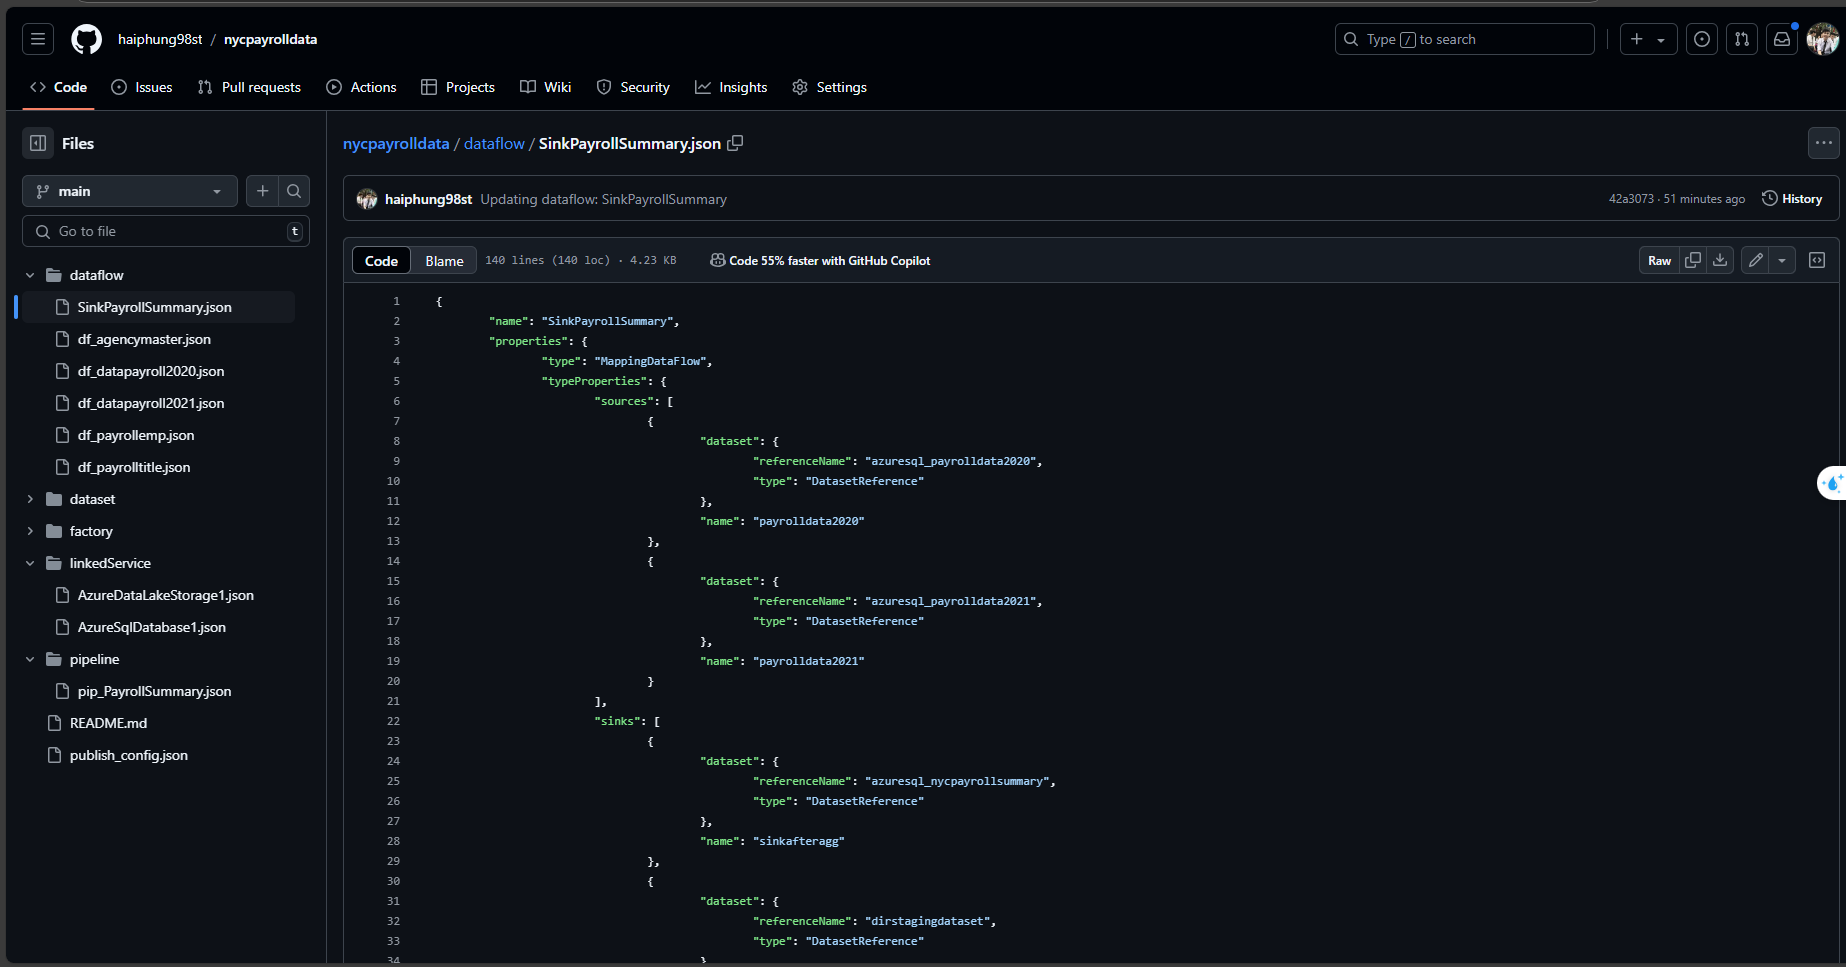 haiphung98st / nycpayrolldata
Type / to search
Code
Issues
Pull requests
Actions
Projects
Wiki
Security
Insights
Settings
Files
main
Go to file
t
dataflow
SinkPayrollSummary.json
df_agencymaster.json
df_datapayroll2020.json
df_datapayroll2021.json
df_payrollemp.json
df_payrolltitle.json
dataset
factory
linkedService
AzureDataLakeStorage1.json
AzureSqlDatabase1.json
pipeline
pip_PayrollSummary.json
README.md
publish_config.json
nycpayrolldata / dataflow / SinkPayrollSummary.json
haiphung98st Updating dataflow: SinkPayrollSummary
42a3073 · 51 minutes ago
History
Code
Blame
140 lines (140 loc) · 4.23 KB
Code 55% faster with GitHub Copilot
Raw
1 {
2 "name": "SinkPayrollSummary",
3 "properties": {
4 "type": "MappingDataFlow",
5 "typeProperties": {
6 "sources": [
7 {
8 "dataset": {
9 "referenceName": "azuresql_payrolldata2020",
10 "type": "DatasetReference"
11 },
12 "name": "payrolldata2020"
13 },
14 {
15 "dataset": {
16 "referenceName": "azuresql_payrolldata2021",
17 "type": "DatasetReference"
18 },
19 "name": "payrolldata2021"
20 }
21 ],
22 "sinks": [
23 {
24 "dataset": {
25 "referenceName": "azuresql_nycpayrollsummary",
26 "type": "DatasetReference"
27 },
28 "name": "sinkafteragg"
29 },
30 {
31 "dataset": {
32 "referenceName": "dirstagingdataset",
33 "type": "DatasetReference"
34 }